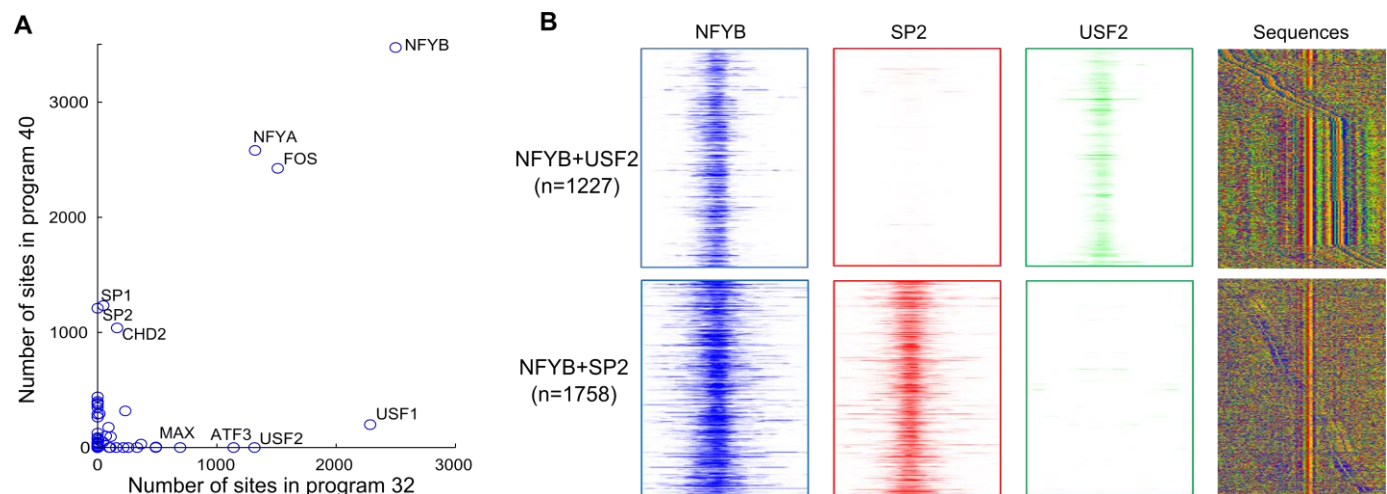 A
Number of sites in program 40
3000
2000
1000
0
0
1000
2000
3000
Number of sites in program 32
NFYB
NFYA
FOS
SP1
SP2
CHD2
USF1
MAX
ATF3
USF2
B
NFYB
SP2
USF2
Sequences
NFYB+USF2
(n=1227)
NFYB+SP2
(n=1758)